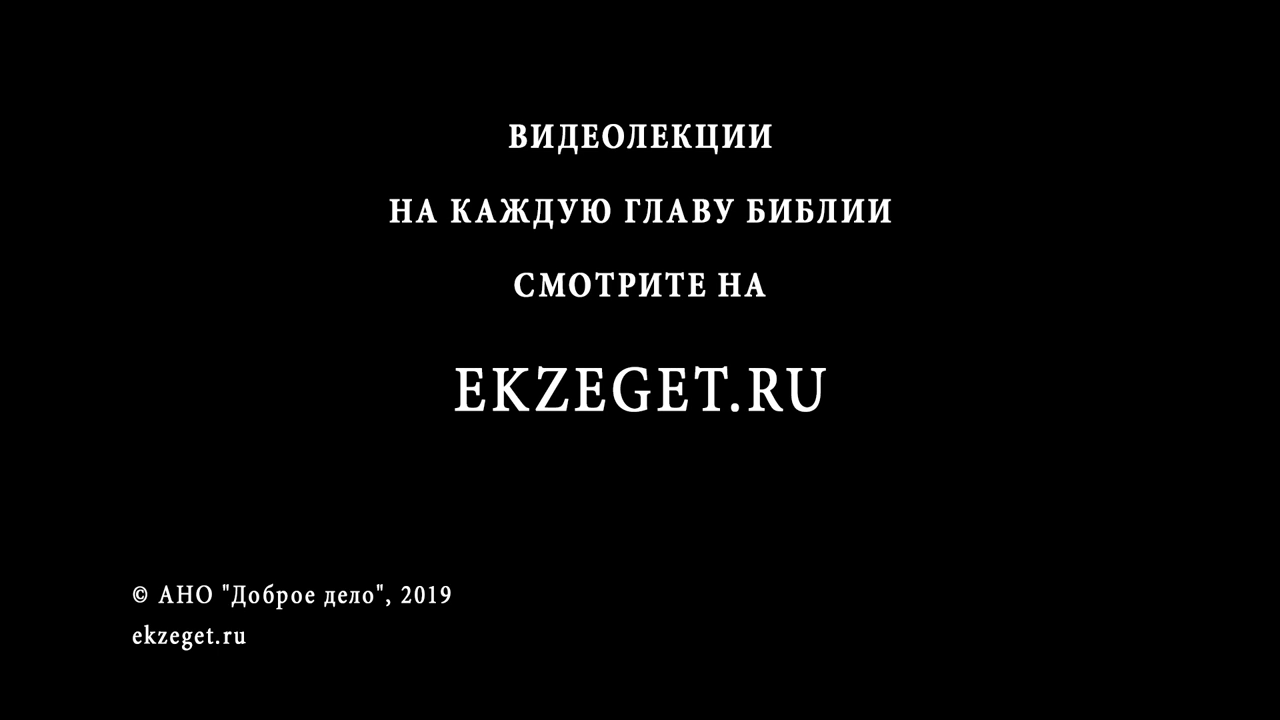 ВИДЕОЛЕКЦИИ
НА КАЖДУЮ ГЛАВУ БИБЛИИ
СМОТРИТЕ НА
EKZEGET.RU
© АНО "Доброе дело", 2019
ekzeget.ru